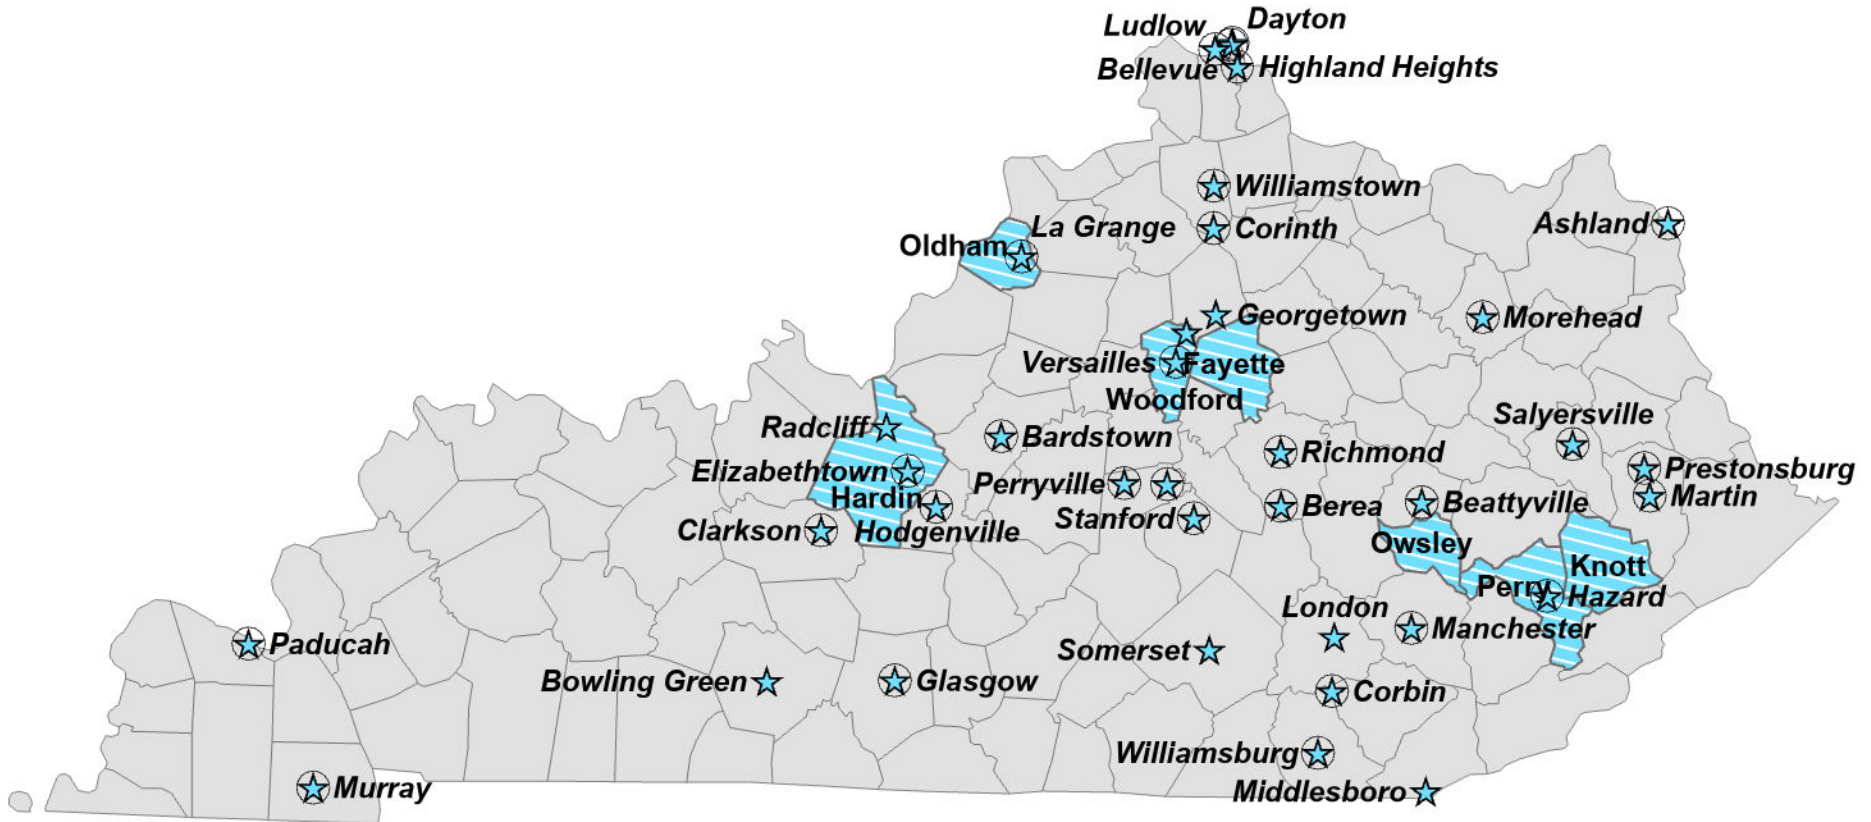 Ludlow
Dayton
Bellevue
Highland Heights
Williamstown
Ashland
La Grange
Corinth
Oldham
Georgetown
Morehead
Versailles
Fayette
Woodford
Salyersville
Radcliff
Bardstown
Richmond
Elizabethtown
Prestonsburg
Perryville
Hardin
Martin
Berea
Beattyville
Stanford
Clarkson
Hodgenville
Owsley
Knott
Perry
Hazard
London
Manchester
Paducah
Somerset
Bowling Green
Glasgow
Corbin
Williamsburg
Murray
Middlesboro